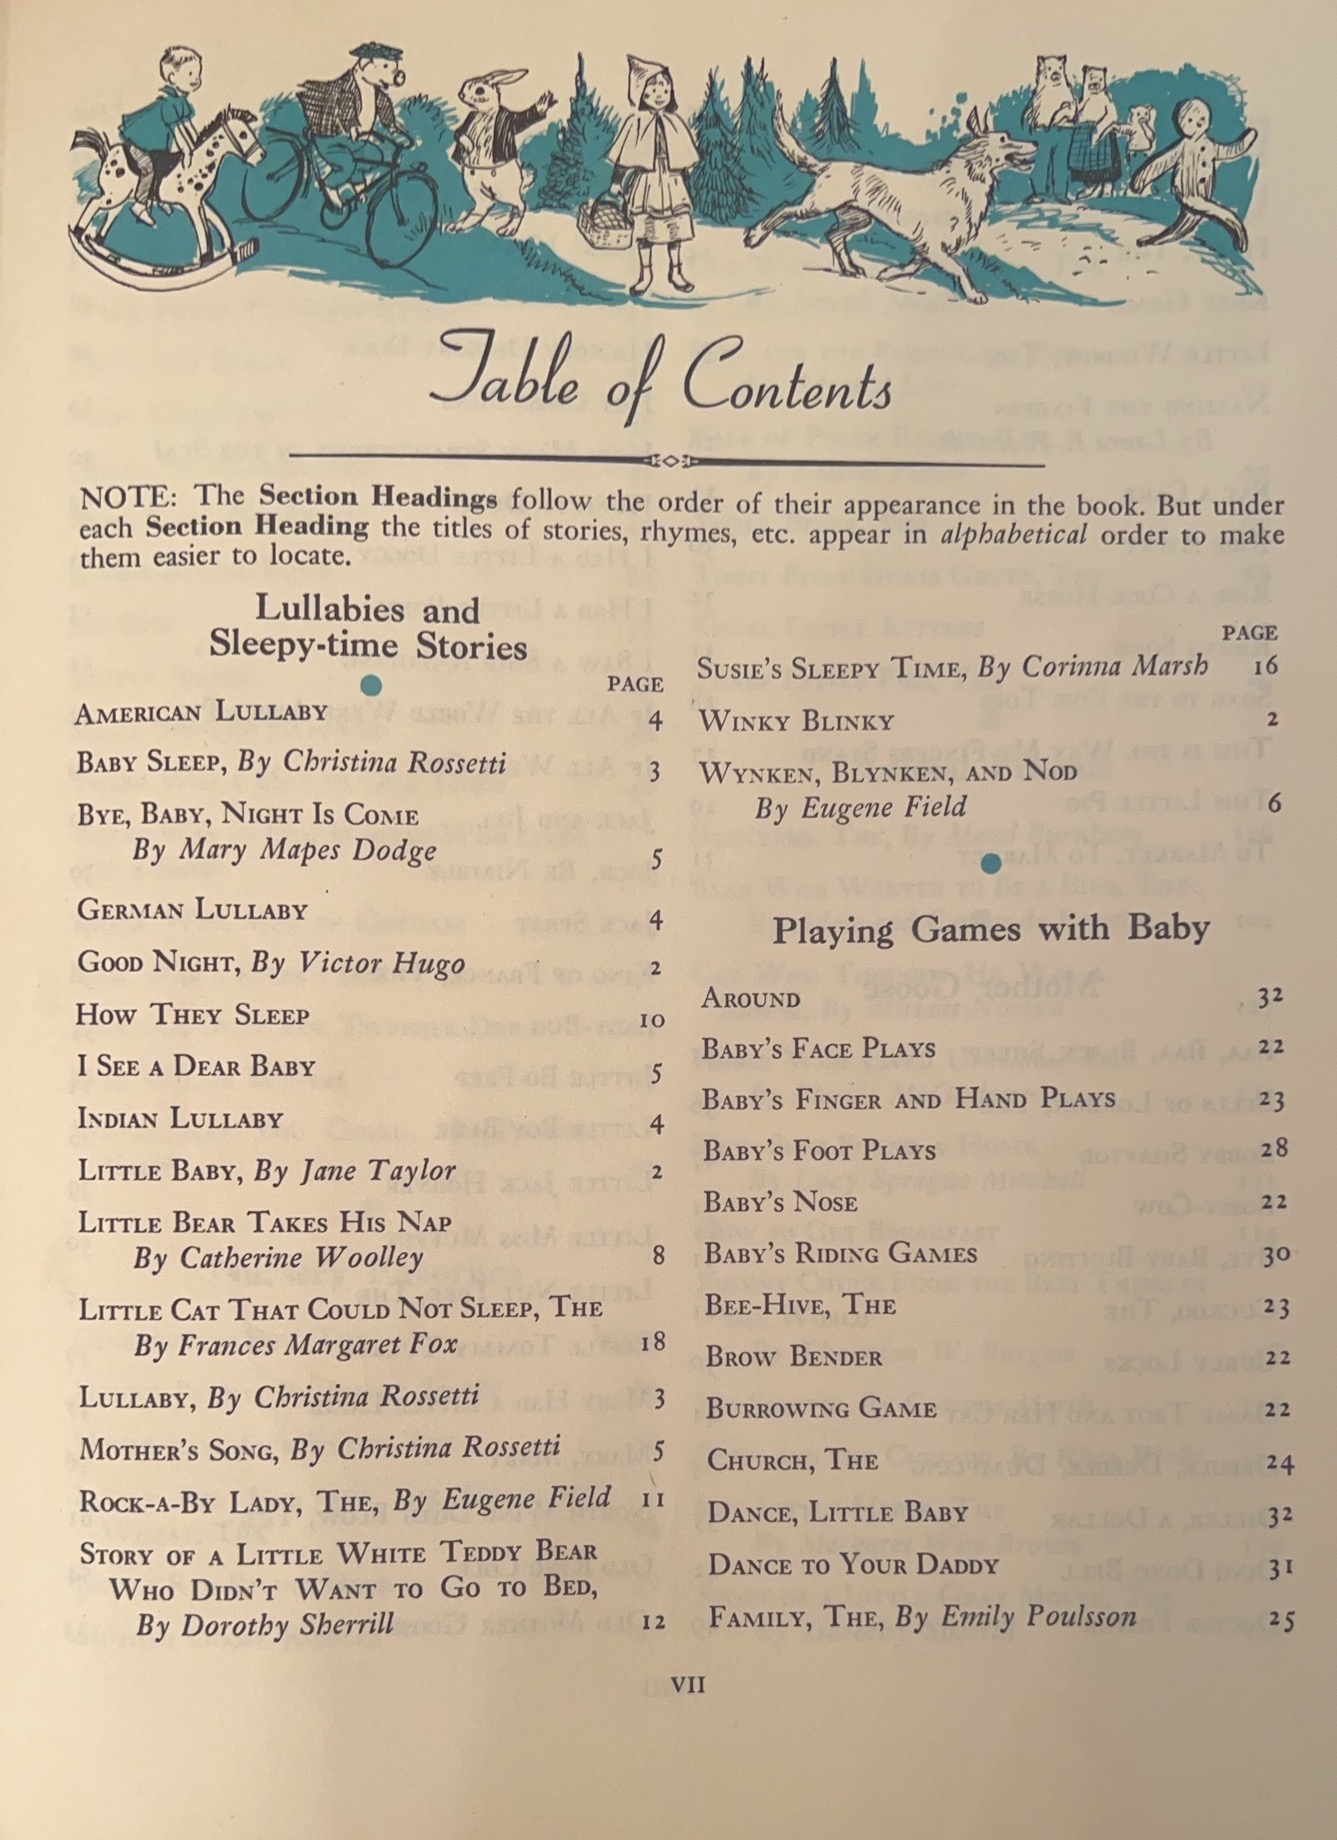 Table of Contents
NOTE: The Section Headings follow the order of their appearance in the book. But under
each Section Heading the titles of stories, rhymes, etc. appear in alphabetical order to make
them easier to locate.
Lullabies and
Sleepy-time Stories
PAGE
AMERICAN LULLABY 4
BABY SLEEP, By Christina Rossetti 3
BYE, BABY, NIGHT IS COME
By Mary Mapes Dodge 5
GERMAN LULLABY 4
GOOD NIGHT, By Victor Hugo 2
HOW THEY SLEEP 10
I SEE A DEAR BABY 5
INDIAN LULLABY 4
LITTLE BABY, By Jane Taylor 2
LITTLE BEAR TAKES HIS NAP
By Catherine Woolley 8
LITTLE CAT THAT COULD NOT SLEEP, THE
By Frances Margaret Fox 18
LULLABY, By Christina Rossetti 3
MOTHER'S SONG, By Christina Rossetti 5
ROCK-A-BY LADY, THE, By Eugene Field 11
STORY OF A LITTLE WHITE TEDDY BEAR
WHO DIDN'T WANT TO GO TO BED,
By Dorothy Sherrill 12
PAGE
SUSIE'S SLEEPY TIME, By Corinna Marsh 16
WINKY BLINKY 2
WYNKEN, BLYNKEN, AND NOD
By Eugene Field 6
Playing Games with Baby
AROUND 32
BABY'S FACE PLAYS 22
BABY'S FINGER AND HAND PLAYS 23
BABY'S FOOT PLAYS 28
BABY'S NOSE 22
BABY'S RIDING GAMES 30
BEE-HIVE, THE 23
BROW BENDER 22
BURROWING GAME 22
CHURCH, THE 24
DANCE, LITTLE BABY 32
DANCE TO YOUR DADDY 31
FAMILY, THE, By Emily Poulsson 25
VII